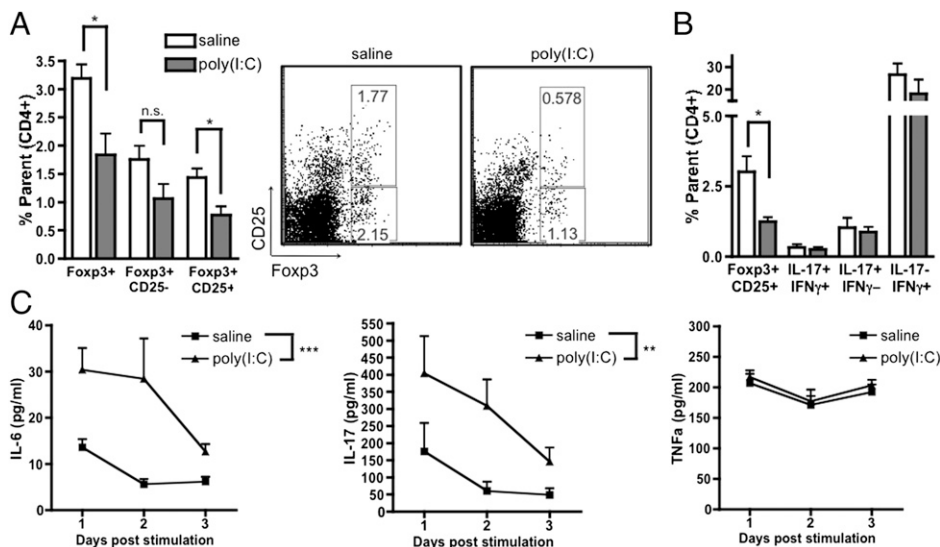 A
saline
poly(I:C)
% Parent (CD4+)
3.5
3.0
2.5
2.0
1.5
1.0
0.5
0.0
*
n.s.
*
Foxp3+
Foxp3+
CD25-
Foxp3+
CD25+
saline
poly(I:C)
1.77
2.15
0.578
1.13
CD25
Foxp3
B
% Parent (CD4+)
30
20
10
5.0
2.5
0.0
*
Foxp3+
CD25+
IL-17+
IFNγ+
IL-17+
IFNγ–
IL-17-
IFNγ+
C
IL-6 (pg/ml)
40
30
20
10
0
saline
poly(I:C)
***
1 2 3
Days post stimulation
IL-17 (pg/ml)
550
500
450
400
350
300
250
200
150
100
50
0
saline
poly(I:C)
**
1 2 3
Days post stimulation
TNFa (pg/ml)
300
250
200
150
100
50
0
saline
poly(I:C)
1 2 3
Days post stimulation